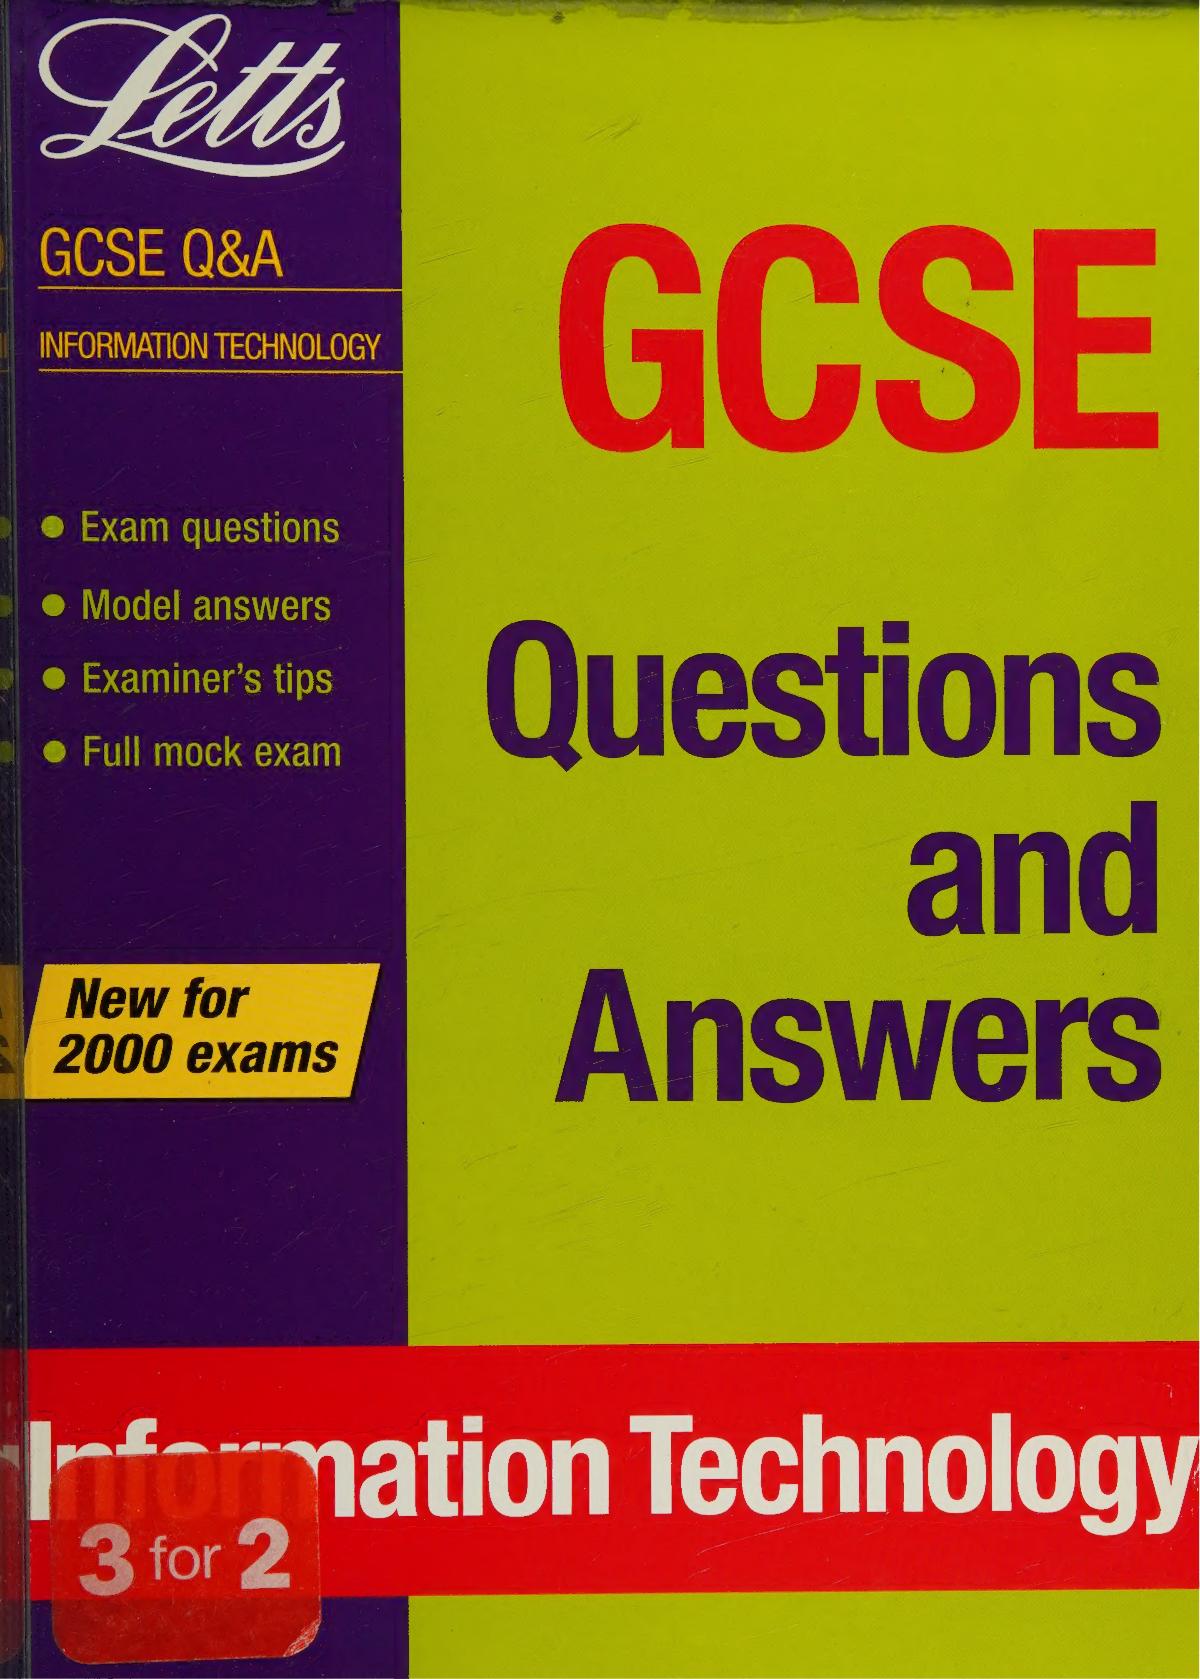 Letts
GCSE Q&A
INFORMATION TECHNOLOGY
• Exam questions
• Model answers
• Examiner's tips
• Full mock exam
New for
2000 exams
GCSE
Questions
and
Answers
Information Technology
3 for 2